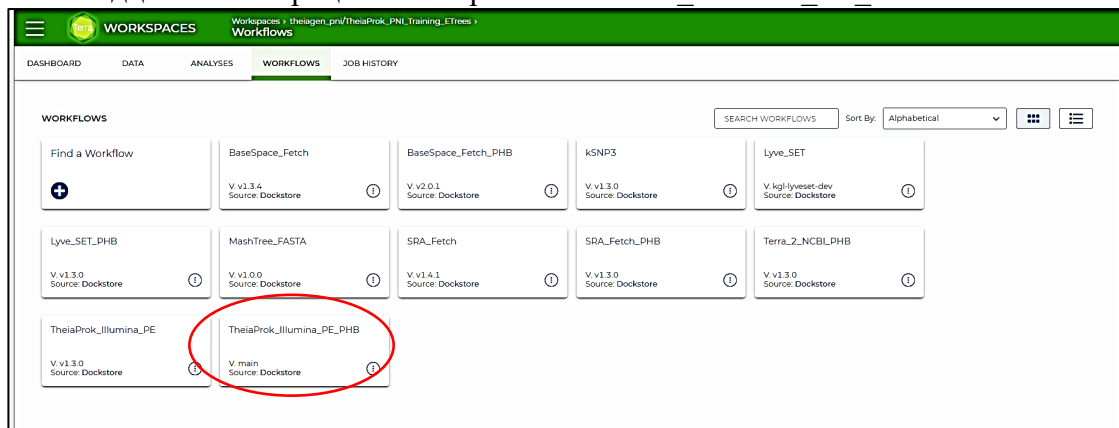 Terra
WORKSPACES
Workspaces › theiagen_pni/TheiaProk_PNI_Training_ETrees ›
Workflows
DASHBOARD DATA ANALYSES WORKFLOWS JOB HISTORY
WORKFLOWS
SEARCH WORKFLOWS Sort By: Alphabetical
Find a Workflow
BaseSpace_Fetch
V. v1.3.4
Source: Dockstore
BaseSpace_Fetch_PHB
V. v2.0.1
Source: Dockstore
kSNP3
V. v1.3.0
Source: Dockstore
Lyve_SET
V. kgl-lyveset-dev
Source: Dockstore
Lyve_SET_PHB
V. v1.3.0
Source: Dockstore
MashTree_FASTA
V. v1.0.0
Source: Dockstore
SRA_Fetch
V. v1.4.1
Source: Dockstore
SRA_Fetch_PHB
V. v1.3.0
Source: Dockstore
Terra_2_NCBI_PHB
V. v1.3.0
Source: Dockstore
TheiaProk_Illumina_PE
V. v1.3.0
Source: Dockstore
TheiaProk_Illumina_PE_PHB
V. main
Source: Dockstore